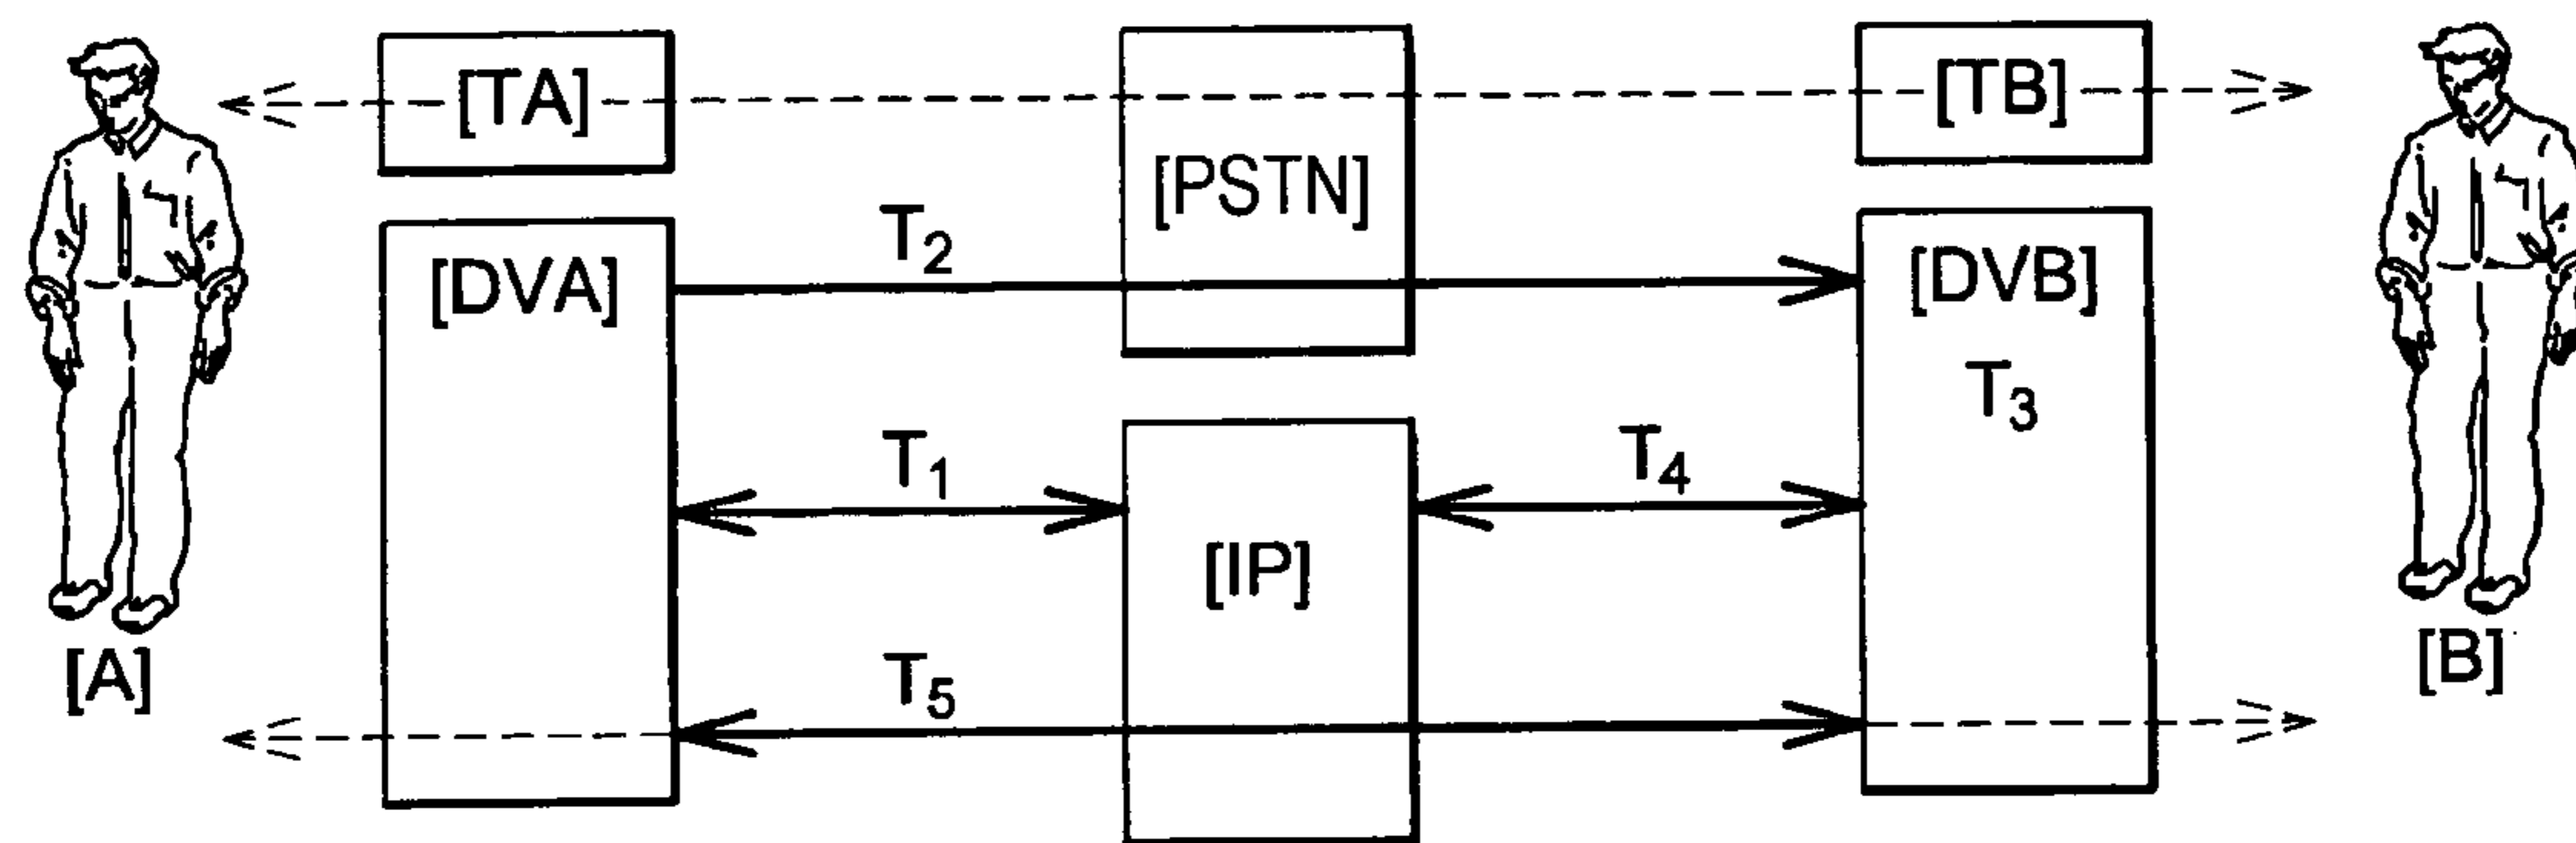 [TA]
[TB]
[PSTN]
T2
[DVA]
[DVB]
T3
T1
T4
[IP]
T5
[A]
[B]